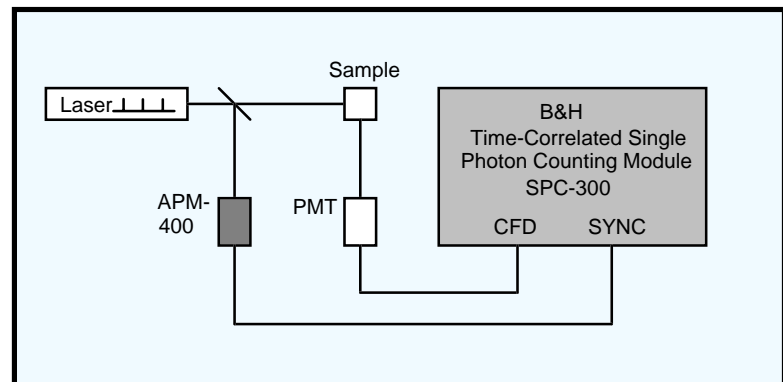 Sample
Laser
B&H
Time-Correlated Single
Photon Counting Module
SPC-300
APM-
400
PMT
CFD SYNC